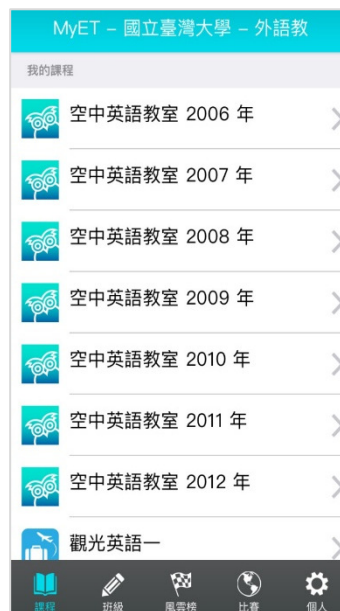 MyET – 國立臺灣大學 – 外語教
我的課程
空中英語教室 2006 年
空中英語教室 2007 年
空中英語教室 2008 年
空中英語教室 2009 年
空中英語教室 2010 年
空中英語教室 2011 年
空中英語教室 2012 年
觀光英語一
課程 班級 風雲榜 比賽 個人